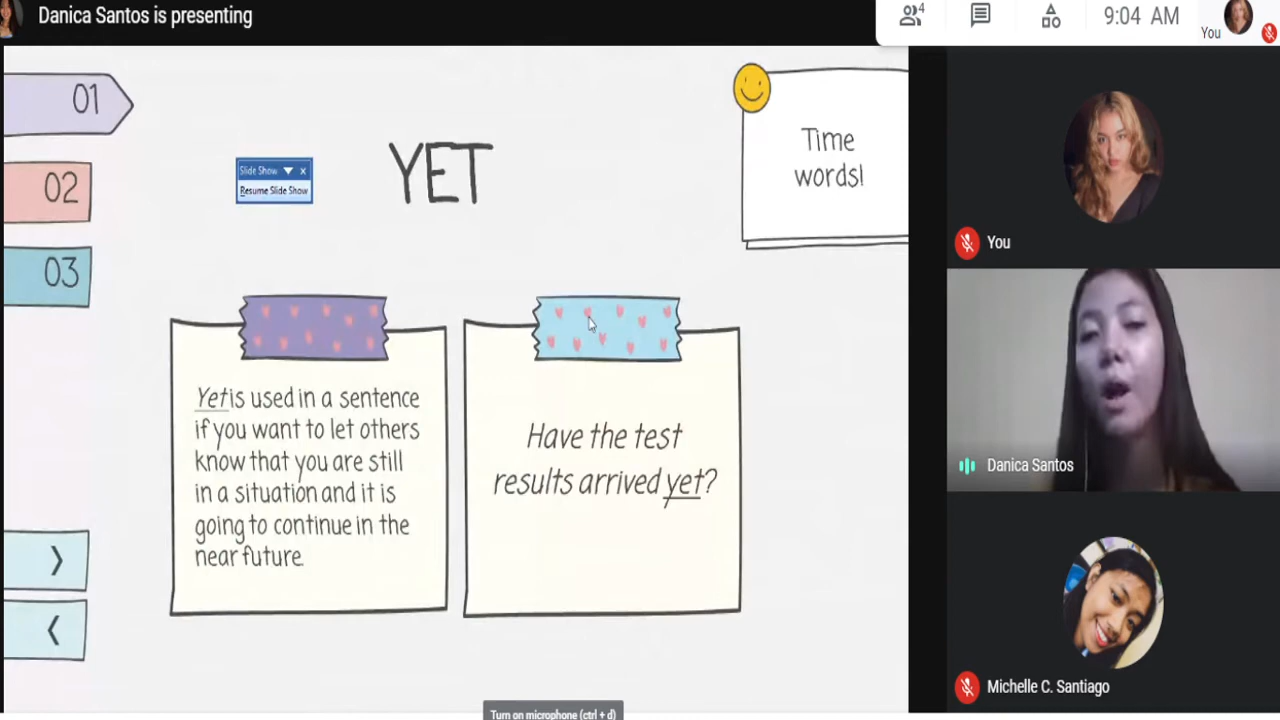 Danica Santos is presenting
4
9:04 AM
You
01
02
03
Slide Show
Resume Slide Show
YET
Time
words!
Yet is used in a sentence
if you want to let others
know that you are still
in a situation and it is
going to continue in the
near future.
Have the test
results arrived yet?
You
Danica Santos
Michelle C. Santiago
Turn on microphone (ctrl + d)